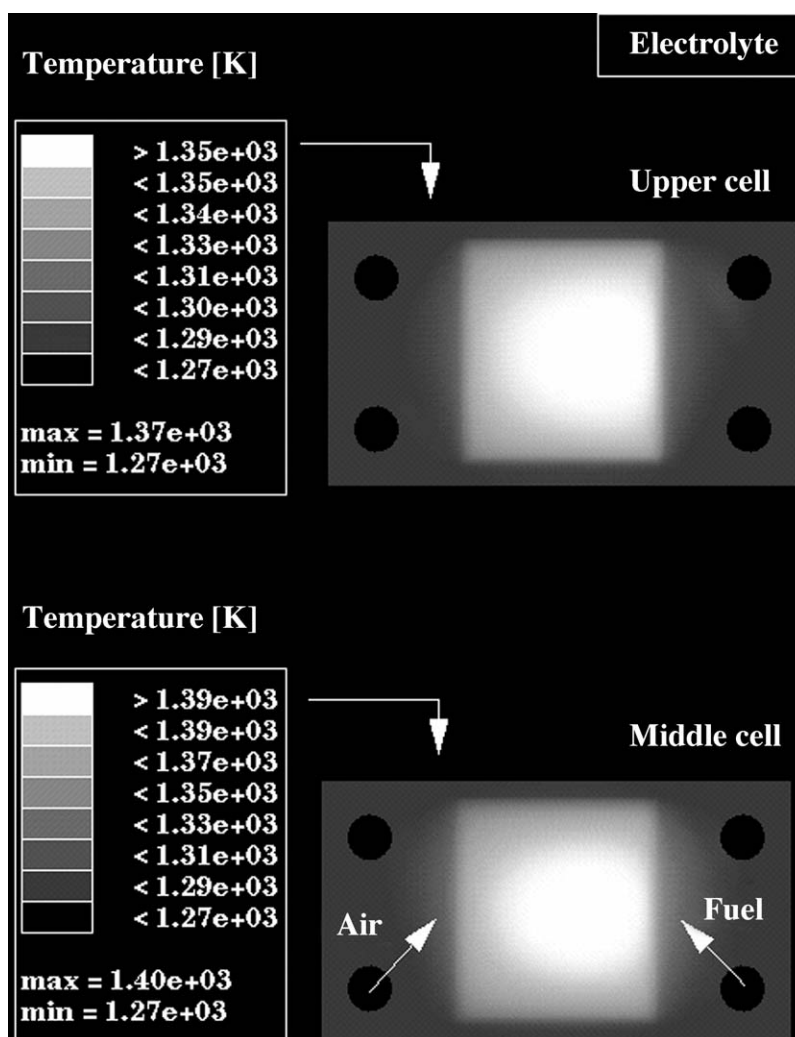 Electrolyte
Temperature [K]
> 1.35e+03
< 1.35e+03
< 1.34e+03
< 1.33e+03
< 1.31e+03
< 1.30e+03
< 1.29e+03
< 1.27e+03
max = 1.37e+03
min = 1.27e+03
Upper cell
Temperature [K]
> 1.39e+03
< 1.39e+03
< 1.37e+03
< 1.35e+03
< 1.33e+03
< 1.31e+03
< 1.29e+03
< 1.27e+03
max = 1.40e+03
min = 1.27e+03
Middle cell
Air
Fuel